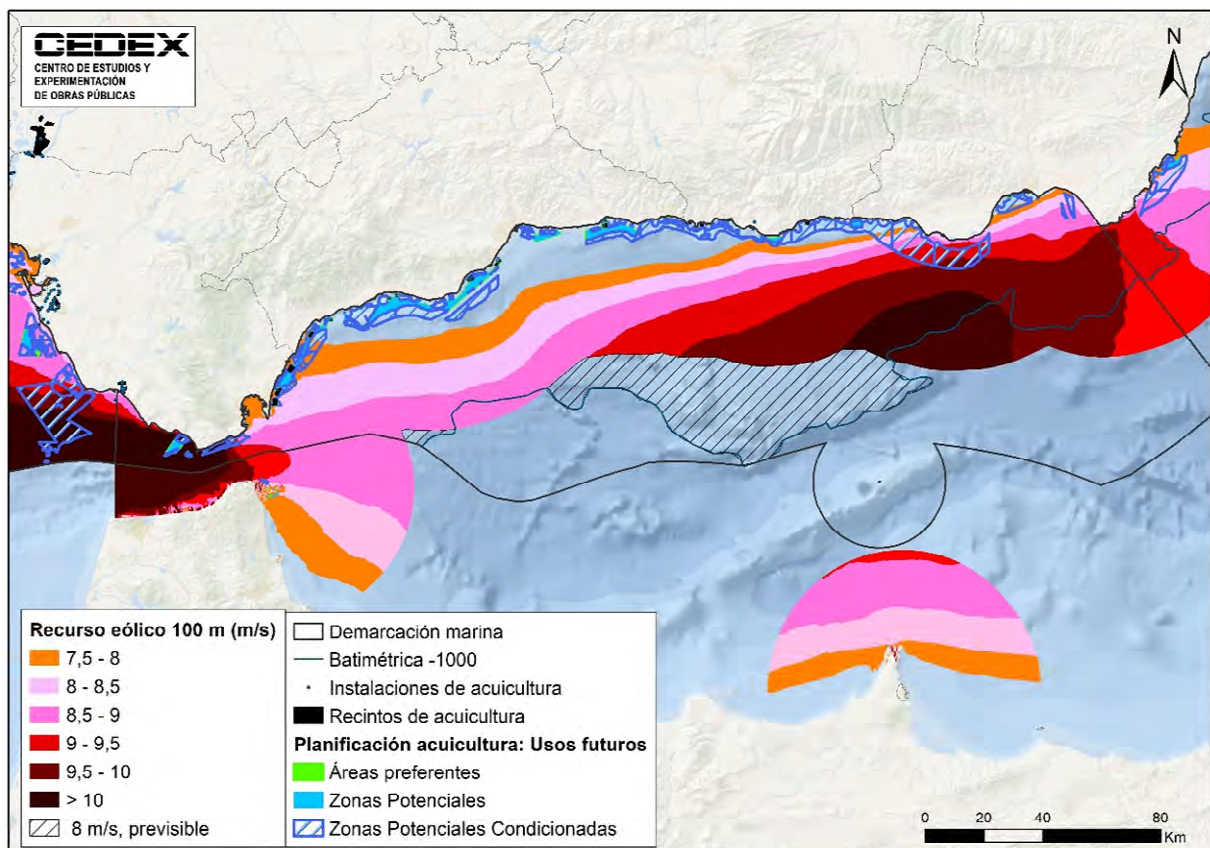 CEDEX
CENTRO DE ESTUDIOS Y
EXPERIMENTACIÓN
DE OBRAS PÚBLICAS
N
Recurso eólico 100 m (m/s)
7,5 - 8
8 - 8,5
8,5 - 9
9 - 9,5
9,5 - 10
> 10
8 m/s, previsible
Demarcación marina
Batimétrica -1000
Instalaciones de acuicultura
Recintos de acuicultura
Planificación acuicultura: Usos futuros
Áreas preferentes
Zonas Potenciales
Zonas Potenciales Condicionadas
0 20 40 60 80
Km